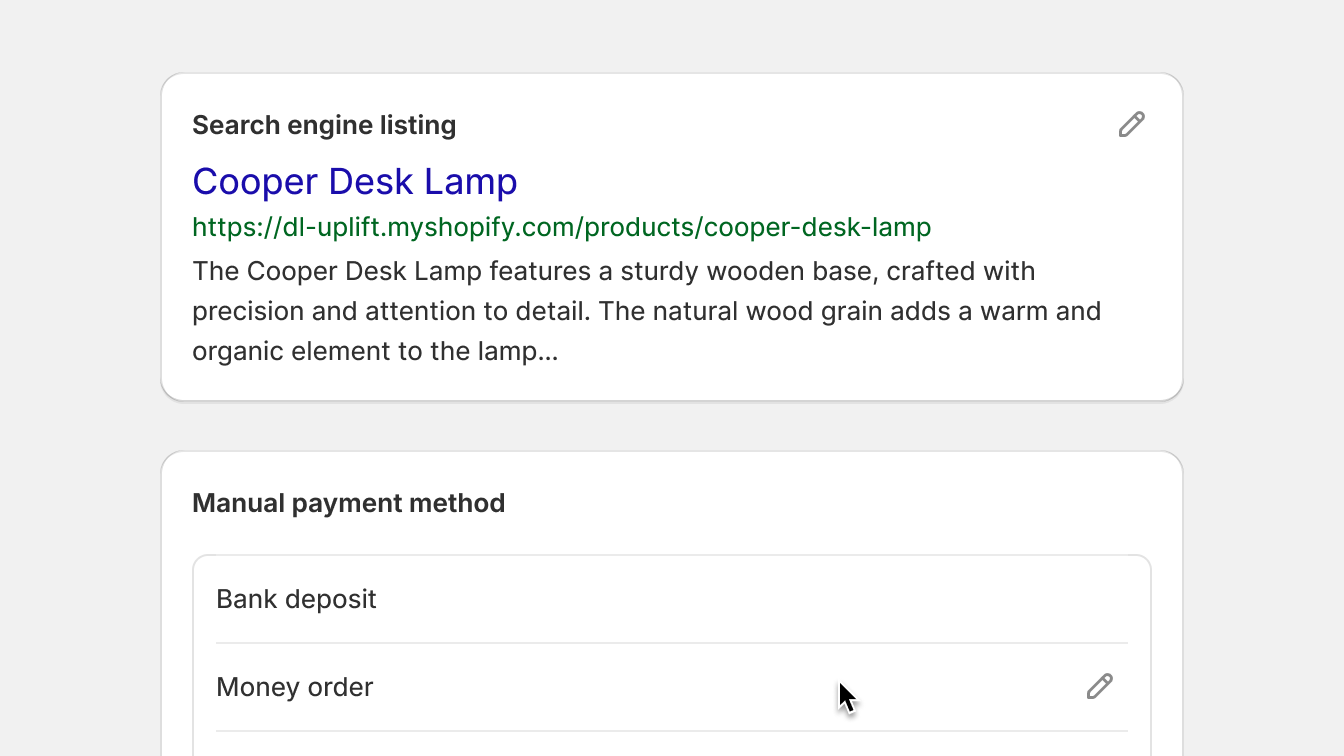 Search engine listing
Cooper Desk Lamp
https://dl-uplift.myshopify.com/products/cooper-desk-lamp
The Cooper Desk Lamp features a sturdy wooden base, crafted with
precision and attention to detail. The natural wood grain adds a warm and
organic element to the lamp...
Manual payment method
Bank deposit
Money order